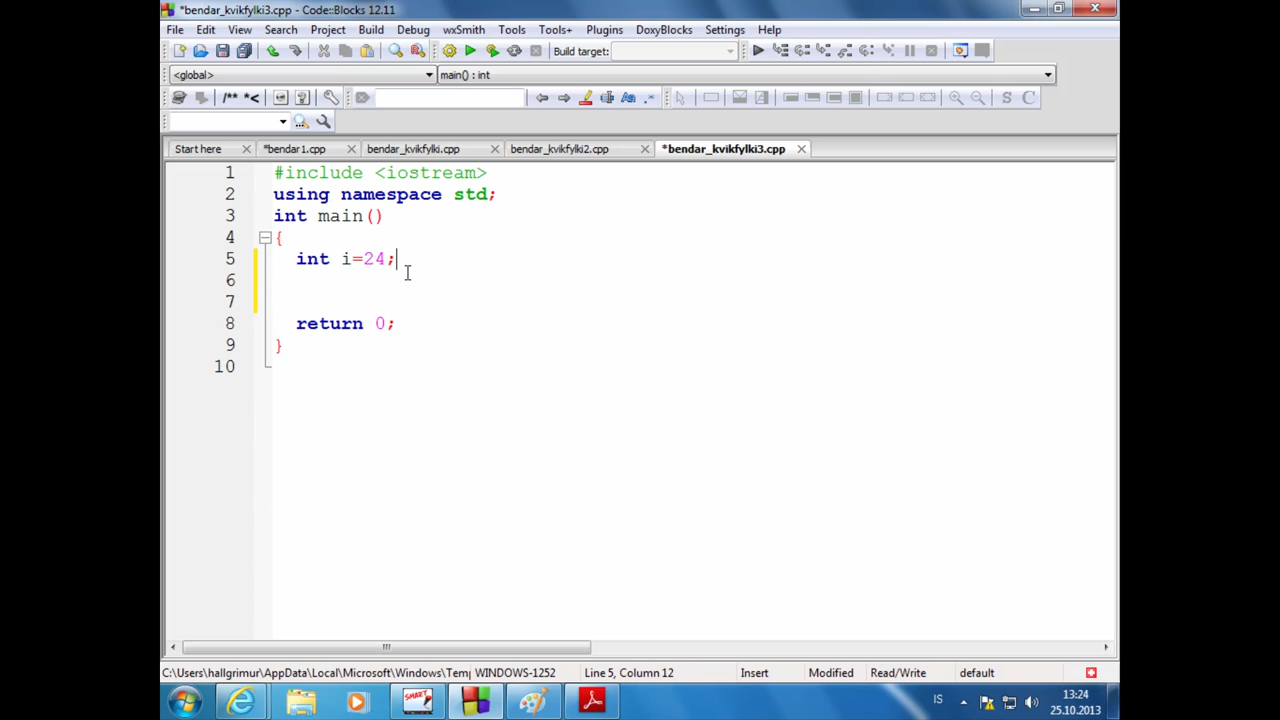 *bendar_kvikfylki3.cpp - Code::Blocks 12.11
File Edit View Search Project Build Debug wxSmith Tools Tools+ Plugins DoxyBlocks Settings Help
Build target:
<global> main() : int
/** *<
Start here *bendar1.cpp bendar_kvikfylki.cpp bendar_kvikfylki2.cpp *bendar_kvikfylki3.cpp
1 #include <iostream>
2 using namespace std;
3 int main()
4 {
5 int i=24;
6
7
8 return 0;
9 }
10
C:\Users\hallgrimur\AppData\Local\Microsoft\Windows\Temp WINDOWS-1252 Line 5, Column 12 Insert Modified Read/Write default
SMART IS 13:24
25.10.2013